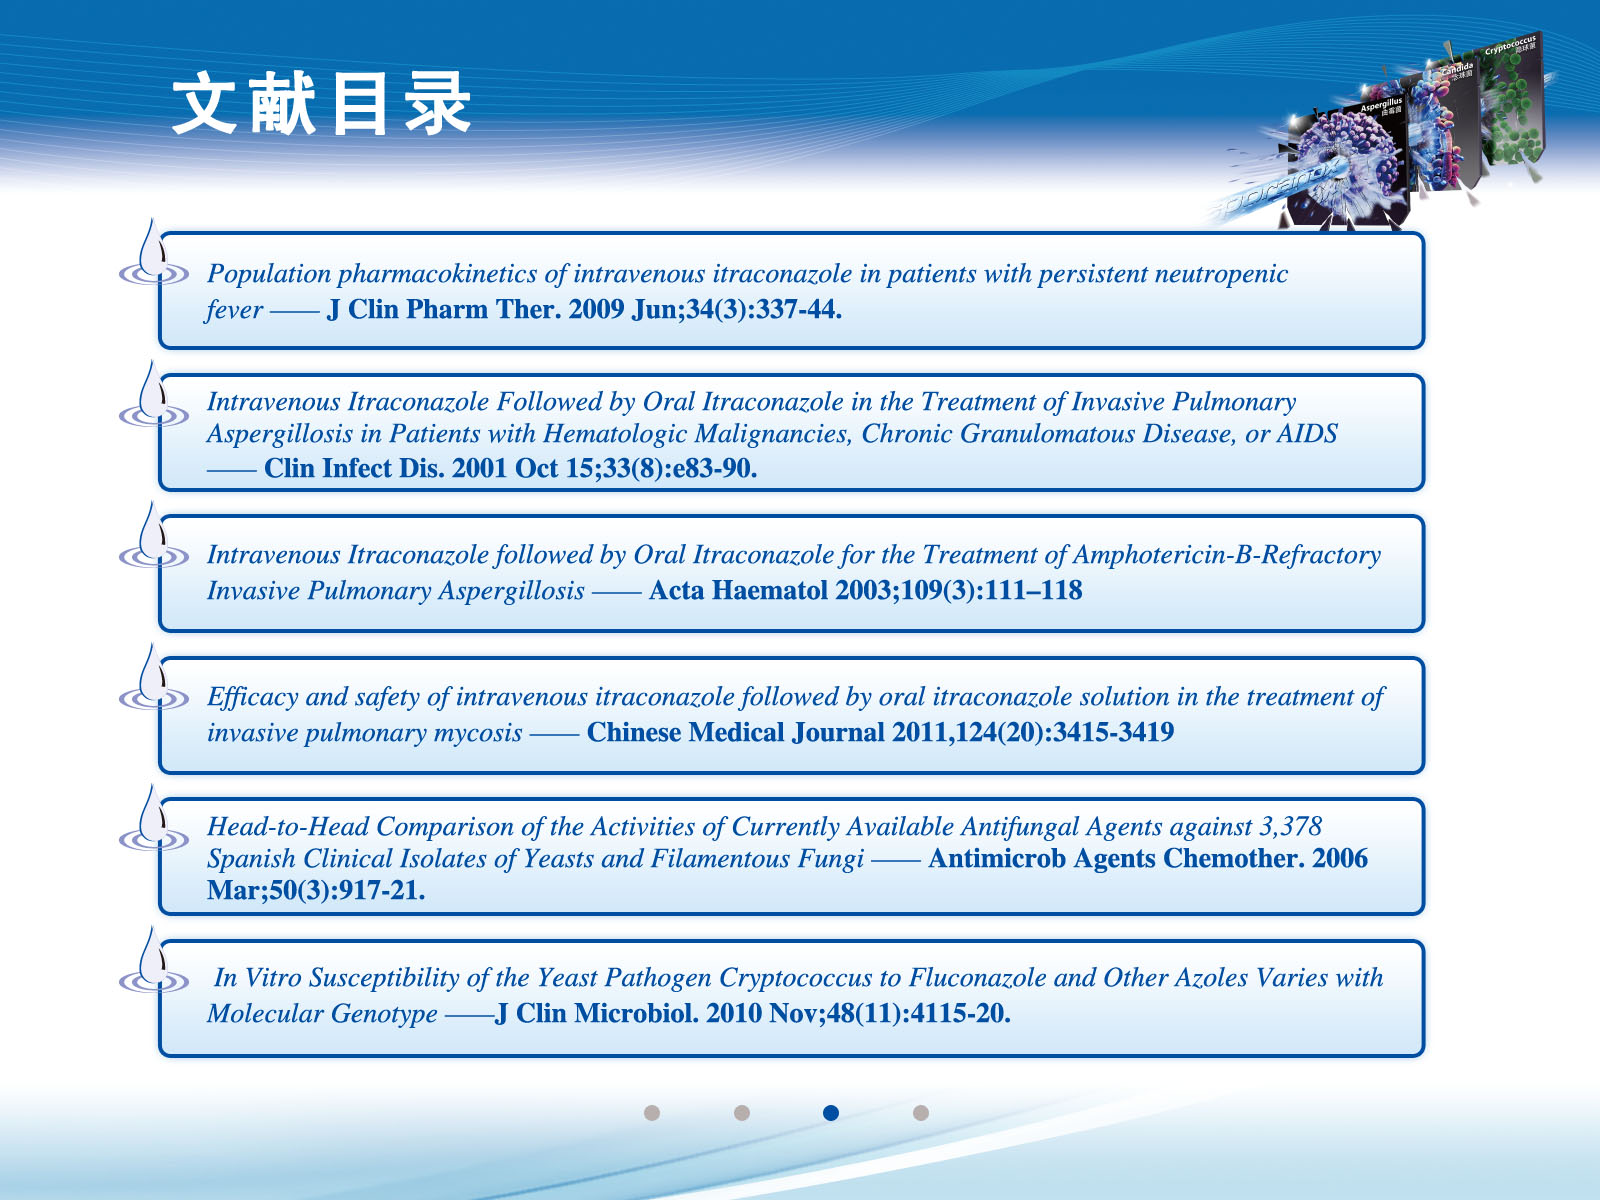 文献目录
Cryptococcus
隐球菌
Candida
念珠菌
Aspergillus
曲霉菌
sporanox
Population pharmacokinetics of intravenous itraconazole in patients with persistent neutropenic
fever —— J Clin Pharm Ther. 2009 Jun;34(3):337-44.
Intravenous Itraconazole Followed by Oral Itraconazole in the Treatment of Invasive Pulmonary
Aspergillosis in Patients with Hematologic Malignancies, Chronic Granulomatous Disease, or AIDS
—— Clin Infect Dis. 2001 Oct 15;33(8):e83-90.
Intravenous Itraconazole followed by Oral Itraconazole for the Treatment of Amphotericin-B-Refractory
Invasive Pulmonary Aspergillosis —— Acta Haematol 2003;109(3):111–118
Efficacy and safety of intravenous itraconazole followed by oral itraconazole solution in the treatment of
invasive pulmonary mycosis —— Chinese Medical Journal 2011,124(20):3415-3419
Head-to-Head Comparison of the Activities of Currently Available Antifungal Agents against 3,378
Spanish Clinical Isolates of Yeasts and Filamentous Fungi —— Antimicrob Agents Chemother. 2006
Mar;50(3):917-21.
In Vitro Susceptibility of the Yeast Pathogen Cryptococcus to Fluconazole and Other Azoles Varies with
Molecular Genotype ——J Clin Microbiol. 2010 Nov;48(11):4115-20.